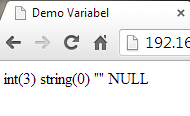 Demo Variabel
192.16
int(3) string(0) "" NULL